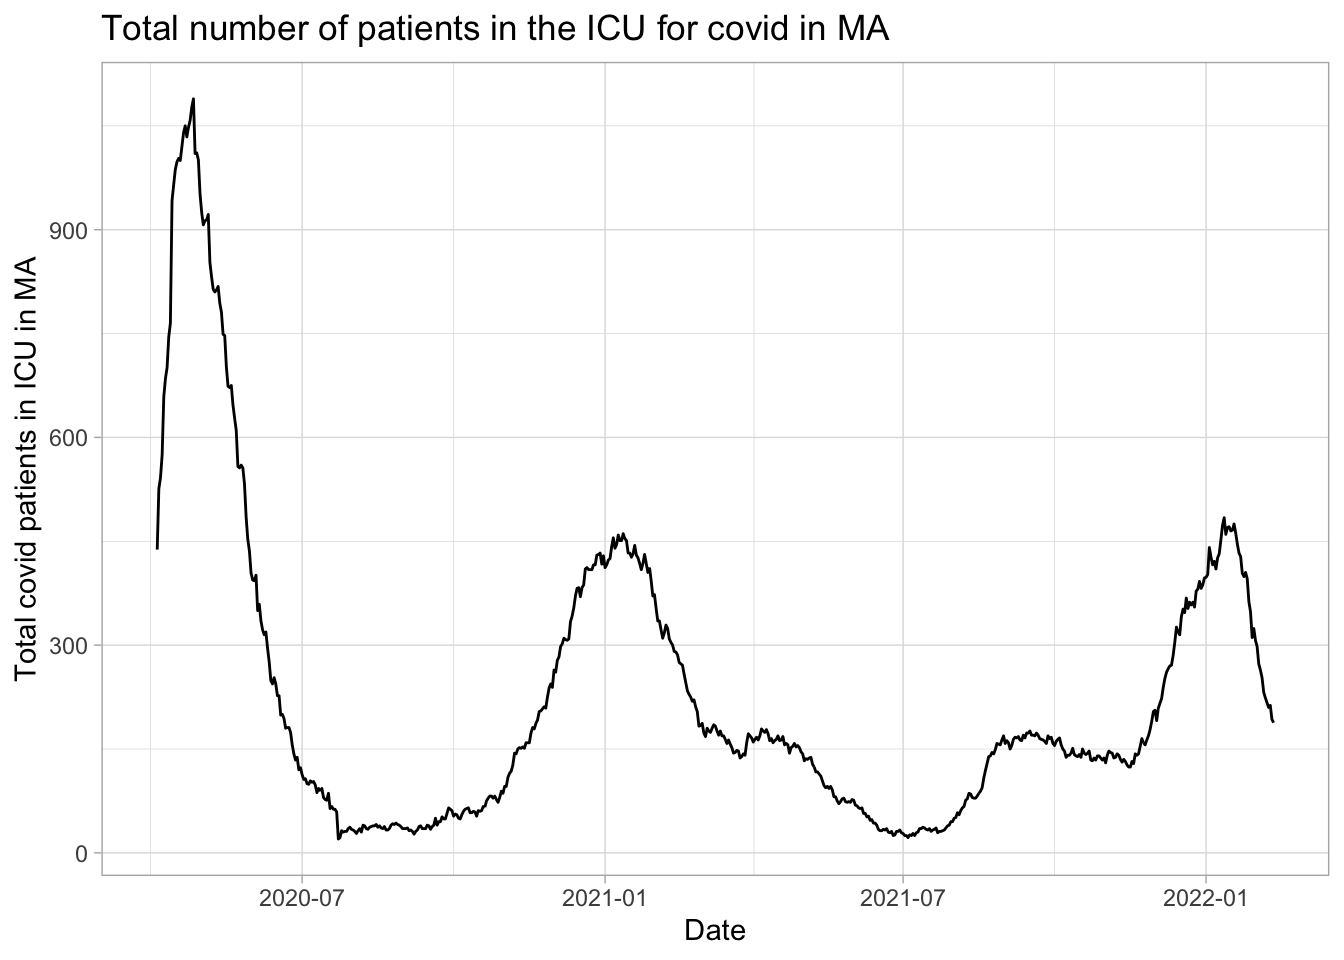 Total number of patients in the ICU for covid in MA
Total covid patients in ICU in MA
900
600
300
0
2020-07
2021-01
2021-07
2022-01
Date